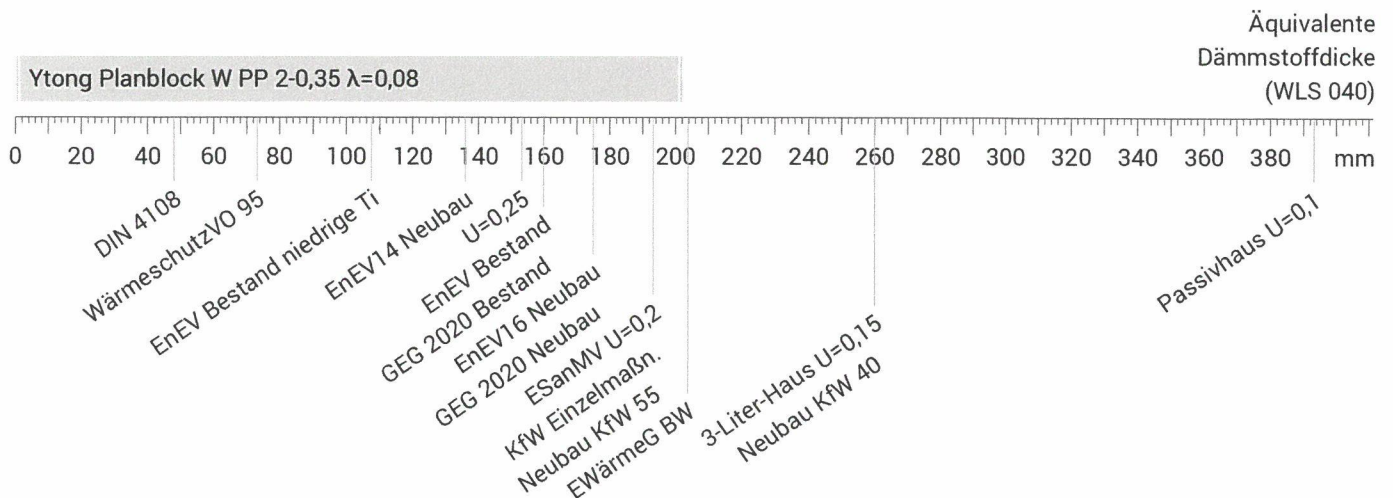 Äquivalente
Dämmstoffdicke
(WLS 040)
Ytong Planblock W PP 2-0,35 λ=0,08
0 20 40 60 80 100 120 140 160 180 200 220 240 260 280 300 320 340 360 380 mm
DIN 4108
WärmeschutzVO 95
EnEV Bestand niedrige Ti
EnEV14 Neubau
U=0,25
EnEV Bestand
GEG 2020 Bestand
EnEV16 Neubau
GEG 2020 Neubau
ESanMV U=0,2
KfW Einzelmaßn.
Neubau KfW 55
EWärmeG BW
3-Liter-Haus U=0,15
Neubau KfW 40
Passivhaus U=0,1